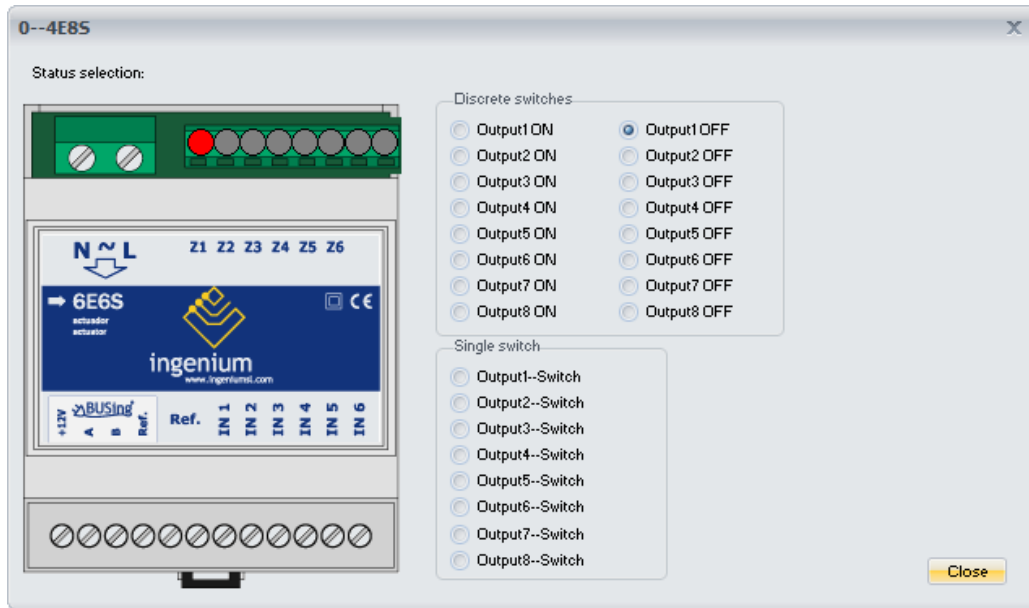 0--4E8S
X
Status selection:
N ~ L
Z1 Z2 Z3 Z4 Z5 Z6
6E6S
actuador
actuator
CE
ingenium
www.ingeniumsl.com
+12V
BUSing
A
B
Ref.
Ref.
IN 1
IN 2
IN 3
IN 4
IN 5
IN 6
Discrete switches
Output1 ON Output1 OFF
Output2 ON Output2 OFF
Output3 ON Output3 OFF
Output4 ON Output4 OFF
Output5 ON Output5 OFF
Output6 ON Output6 OFF
Output7 ON Output7 OFF
Output8 ON Output8 OFF
Single switch
Output1--Switch
Output2--Switch
Output3--Switch
Output4--Switch
Output5--Switch
Output6--Switch
Output7--Switch
Output8--Switch
Close